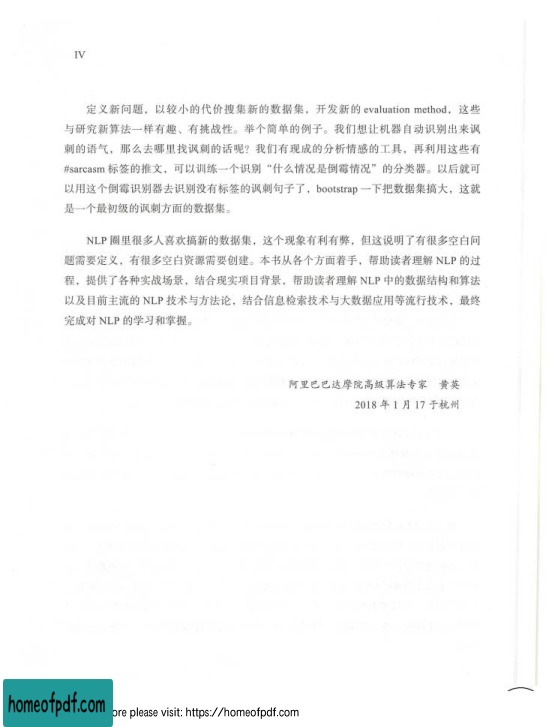 IV
定义新问题，以较小的代价搜集新的数据集，开发新的 evaluation method，这些
与研究新算法一样有趣、有挑战性。举个简单的例子。我们想让机器自动识别出来讽
刺的语气，那么去哪里找讽刺的话呢？我们有现成的分析情感的工具，再利用这些有
#sarcasm 标签的推文，可以训练一个识别“什么情况是倒霉情况”的分类器。以后就可
以用这个倒霉识别器去识别没有标签的讽刺句子了，bootstrap 一下把数据集搞大，这就
是一个最初级的讽刺方面的数据集。
NLP 圈里很多人喜欢搞新的数据集，这个现象有利有弊，但这说明了有很多空白问
题需要定义，有很多空白资源需要创建。本书从各个方面着手，帮助读者理解 NLP 的过
程，提供了各种实战场景，结合现实项目背景，帮助读者理解 NLP 中的数据结构和算法
以及目前主流的 NLP 技术与方法论，结合信息检索技术与大数据应用等流行技术，最终
完成对 NLP 的学习和掌握。
阿里巴巴达摩院高级算法专家　黄英
2018 年 1 月 17 于杭州
homeofpdf.com
ore please visit: https://homeofpdf.com